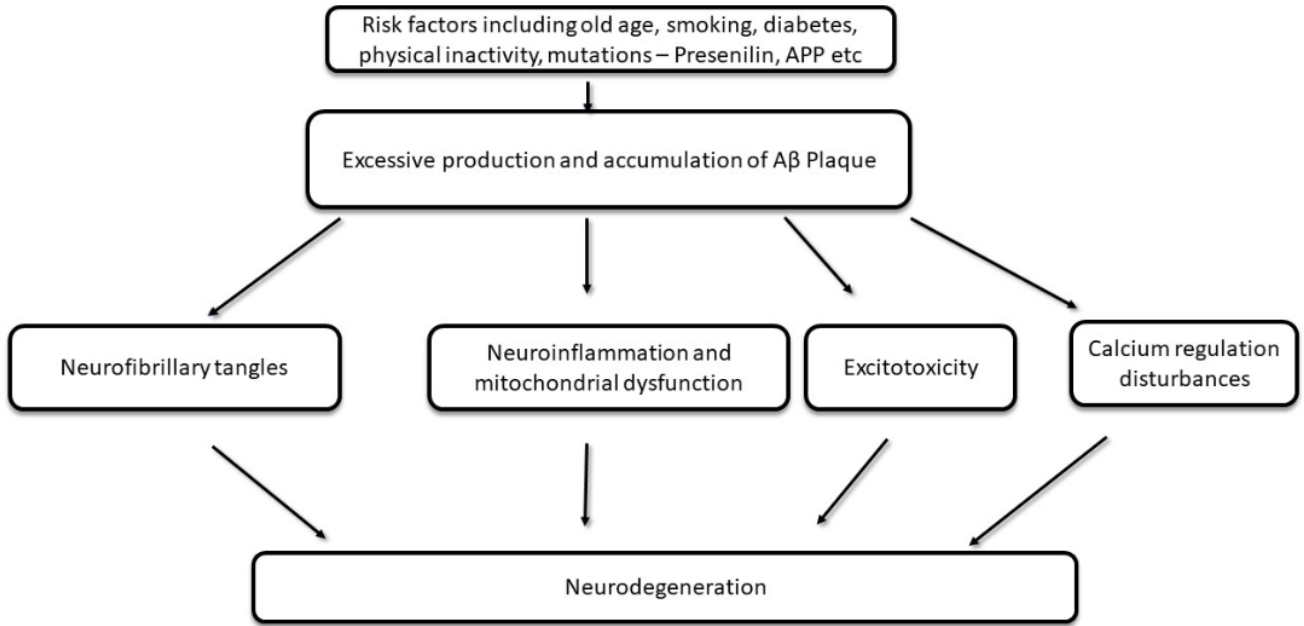 Risk factors including old age, smoking, diabetes,
physical inactivity, mutations – Presenilin, APP etc
Excessive production and accumulation of Aβ Plaque
Neurofibrillary tangles
Neuroinflammation and
mitochondrial dysfunction
Excitotoxicity
Calcium regulation
disturbances
Neurodegeneration